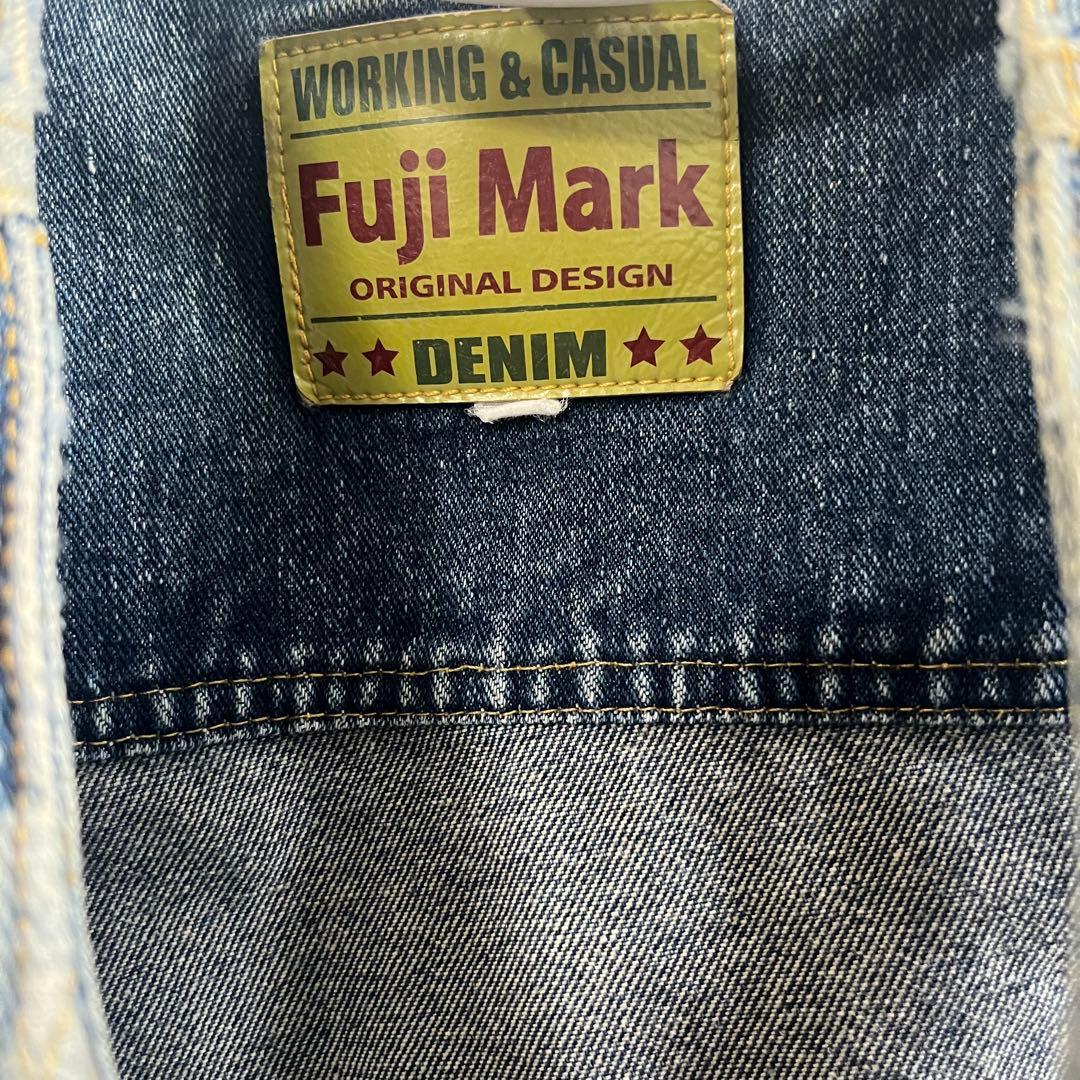 WORKING & CASUAL
Fuji Mark
ORIGINAL DESIGN
★ ★ DENIM ★ ★